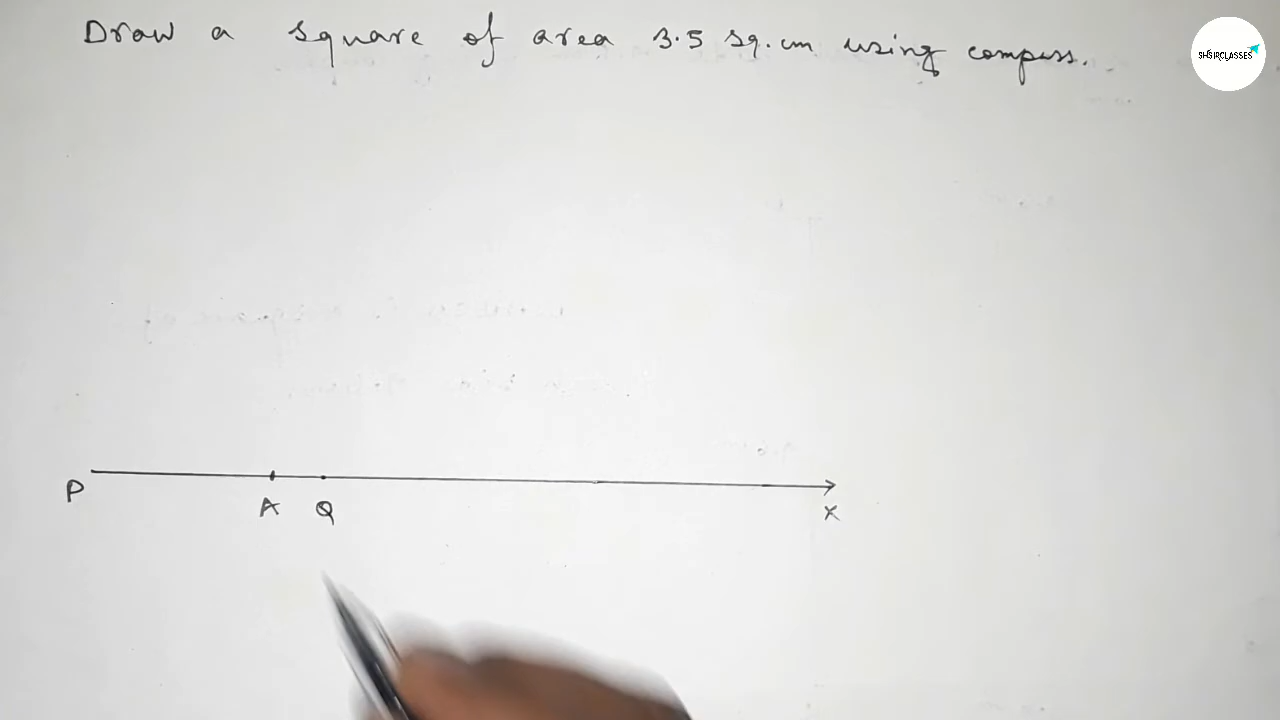 Draw a square of area 3.5 sq. cm using compass.
SHSIRCLASSES
P A Q X